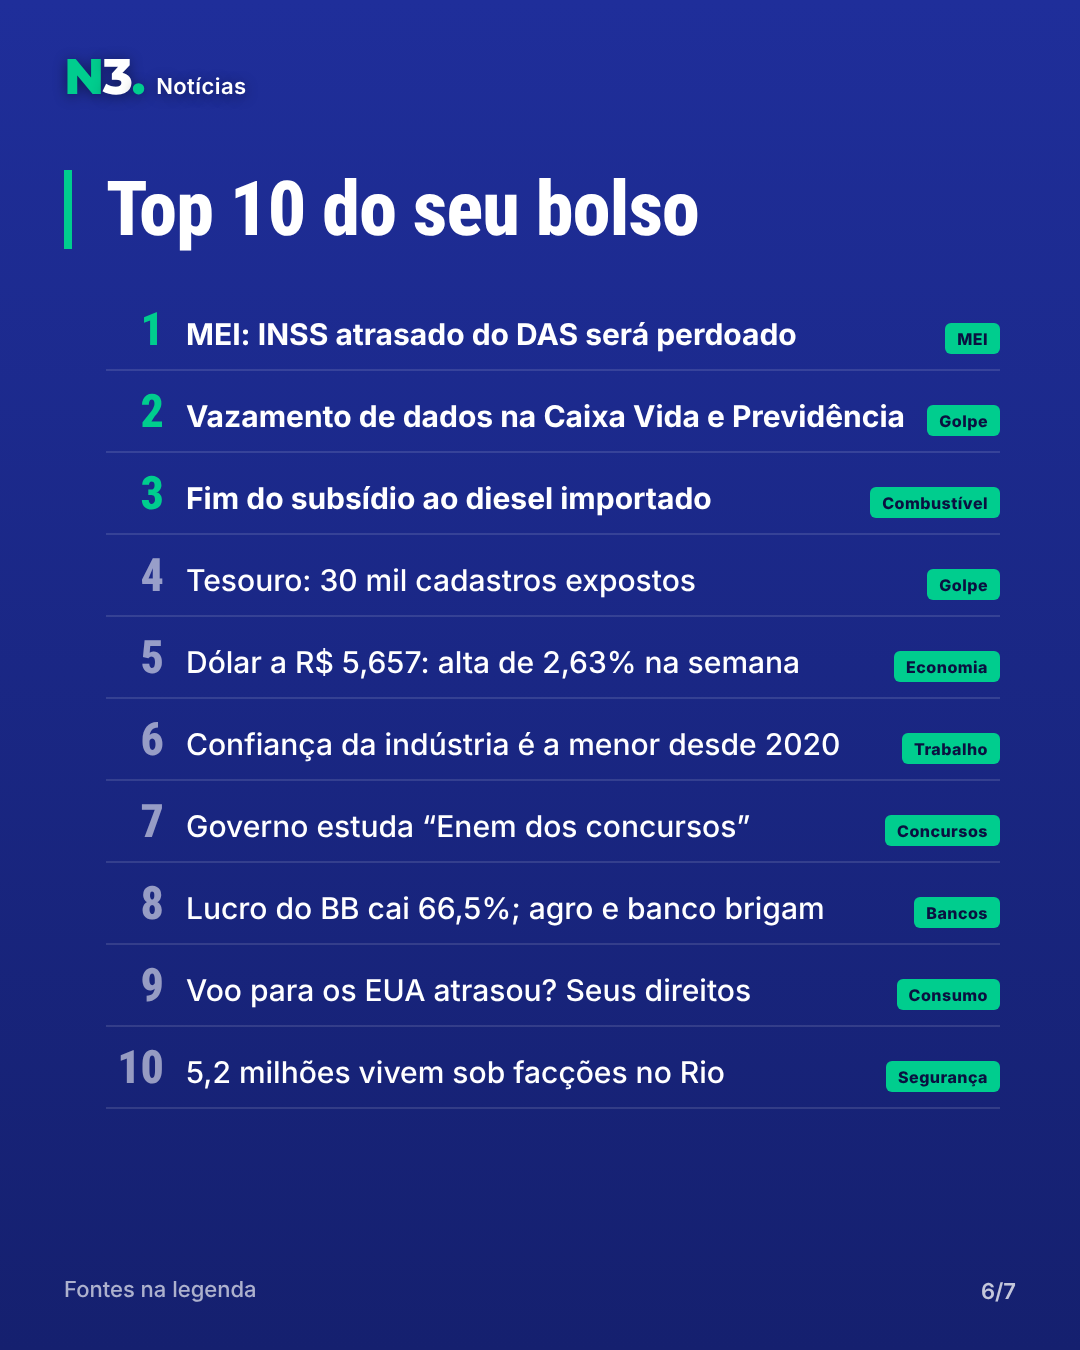 N3. Notícias
Top 10 do seu bolso
1 MEI: INSS atrasado do DAS será perdoado MEI
2 Vazamento de dados na Caixa Vida e Previdência Golpe
3 Fim do subsídio ao diesel importado Combustível
4 Tesouro: 30 mil cadastros expostos Golpe
5 Dólar a R$ 5,657: alta de 2,63% na semana Economia
6 Confiança da indústria é a menor desde 2020 Trabalho
7 Governo estuda “Enem dos concursos” Concursos
8 Lucro do BB cai 66,5%; agro e banco brigam Bancos
9 Voo para os EUA atrasou? Seus direitos Consumo
10 5,2 milhões vivem sob facções no Rio Segurança
Fontes na legenda 6/7